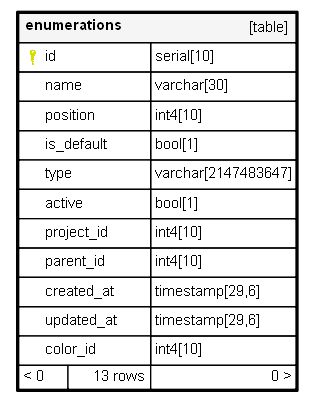 enumerations [table]
id serial[10]
name varchar[30]
position int4[10]
is_default bool[1]
type varchar[2147483647]
active bool[1]
project_id int4[10]
parent_id int4[10]
created_at timestamp[29,6]
updated_at timestamp[29,6]
color_id int4[10]
< 0 13 rows 0 >